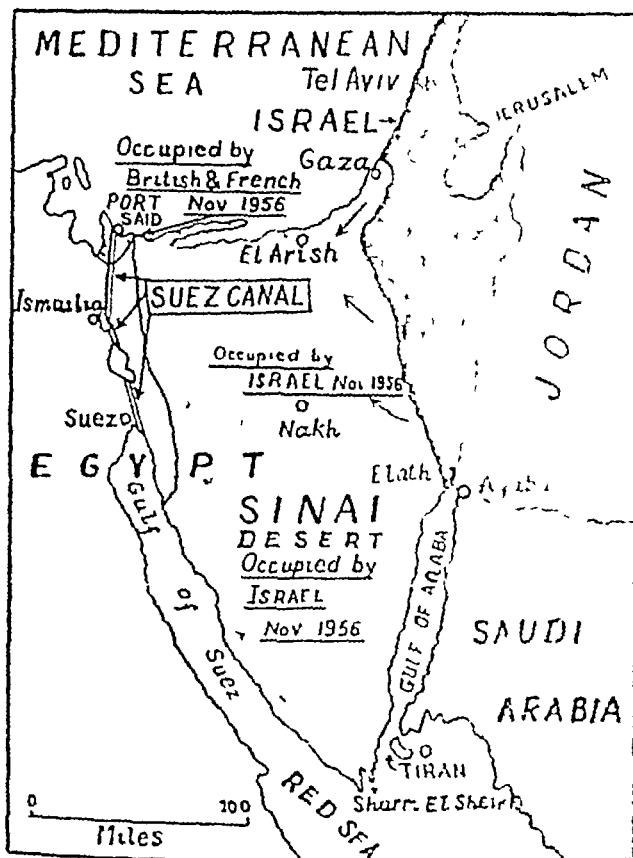 MEDITERRANEAN
SEA
Tel Aviv
JERUSALEM
ISRAEL
Gaza
Occupied by
British & French
Nov 1956
PORT
SAID
El Arish
Ismailia
SUEZ CANAL
JORDAN
Occupied by
ISRAEL Nov 1956
Nakh
Suez
EGYPT
Elath
SINAI
DESERT
Occupied by
ISRAEL
Nov 1956
Gulf
of
Suez
GULF OF
SAUDI
ARABIA
TIRAN
Sharm El Sheikh
RED SEA
0 100
Miles